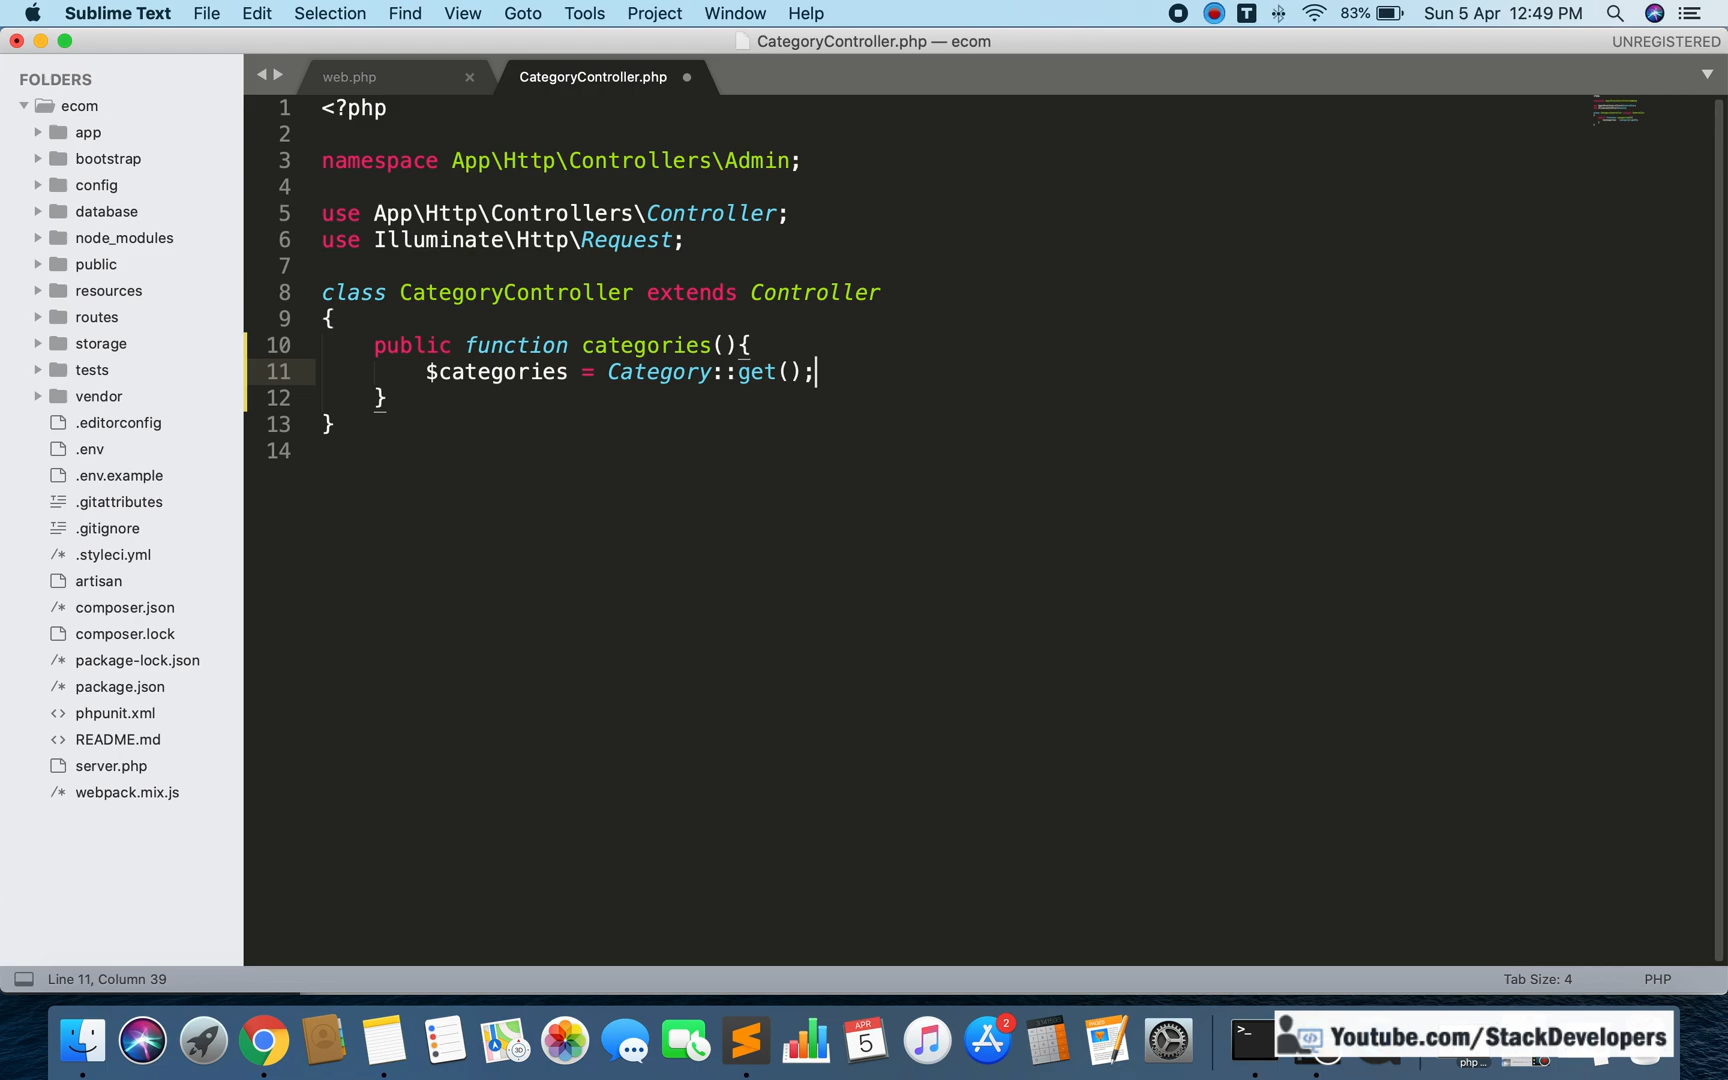 Sublime Text File Edit Selection Find View Goto Tools Project Window Help T 83% Sun 5 Apr 12:49 PM
CategoryController.php — ecom UNREGISTERED
FOLDERS
ecom
app
bootstrap
config
database
node_modules
public
resources
routes
storage
tests
vendor
.editorconfig
.env
.env.example
.gitattributes
.gitignore
/* .styleci.yml
artisan
/* composer.json
composer.lock
/* package-lock.json
/* package.json
<> phpunit.xml
<> README.md
server.php
/* webpack.mix.js
web.php × CategoryController.php
1 <?php
2
3 namespace App\Http\Controllers\Admin;
4
5 use App\Http\Controllers\Controller;
6 use Illuminate\Http\Request;
7
8 class CategoryController extends Controller
9 {
10 public function categories(){
11 $categories = Category::get();
12 }
13 }
14
Line 11, Column 39 Tab Size: 4 PHP
3D
APR
5
2
PAGES
>_
php ...
Youtube.com/StackDevelopers